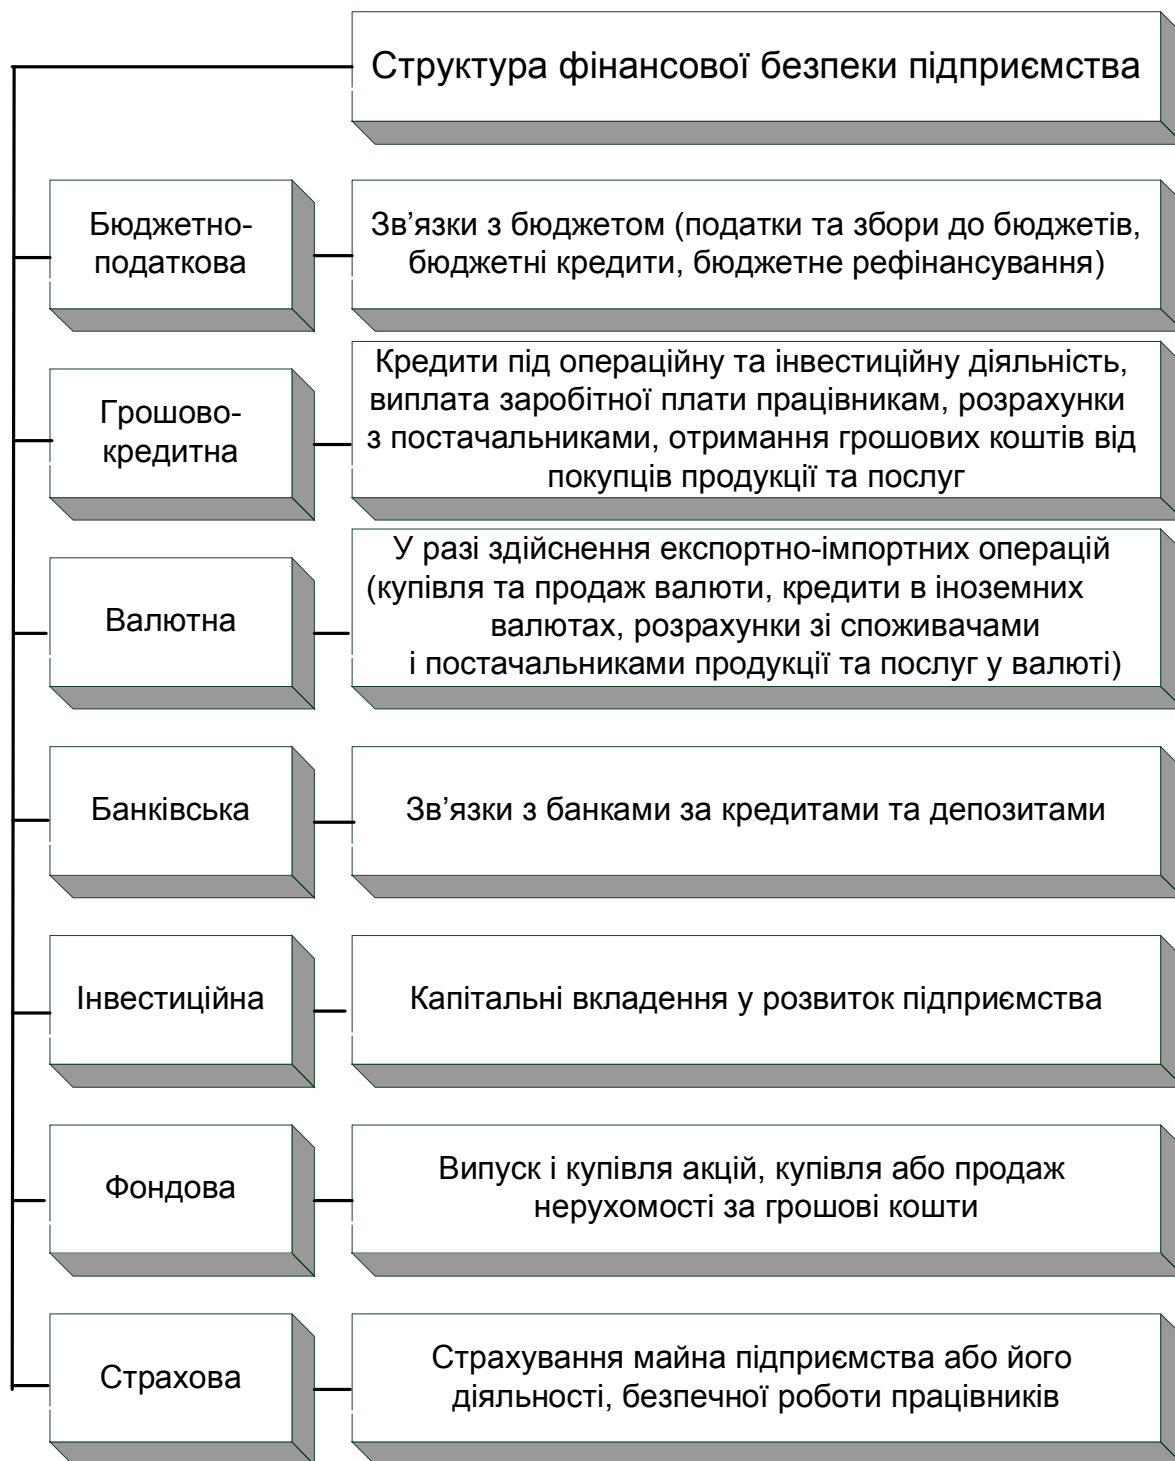 Структура фінансової безпеки підприємства
Бюджетно-
податкова
Зв’язки з бюджетом (податки та збори до бюджетів,
бюджетні кредити, бюджетне рефінансування)
Грошово-
кредитна
Кредити під операційну та інвестиційну діяльність,
виплата заробітної плати працівникам, розрахунки
з постачальниками, отримання грошових коштів від
покупців продукції та послуг
Валютна
У разі здійснення експортно-імпортних операцій
(купівля та продаж валюти, кредити в іноземних
валютах, розрахунки зі споживачами
і постачальниками продукції та послуг у валюті)
Банківська
Зв’язки з банками за кредитами та депозитами
Інвестиційна
Капітальні вкладення у розвиток підприємства
Фондова
Випуск і купівля акцій, купівля або продаж
нерухомості за грошові кошти
Страхова
Страхування майна підприємства або його
діяльності, безпечної роботи працівників